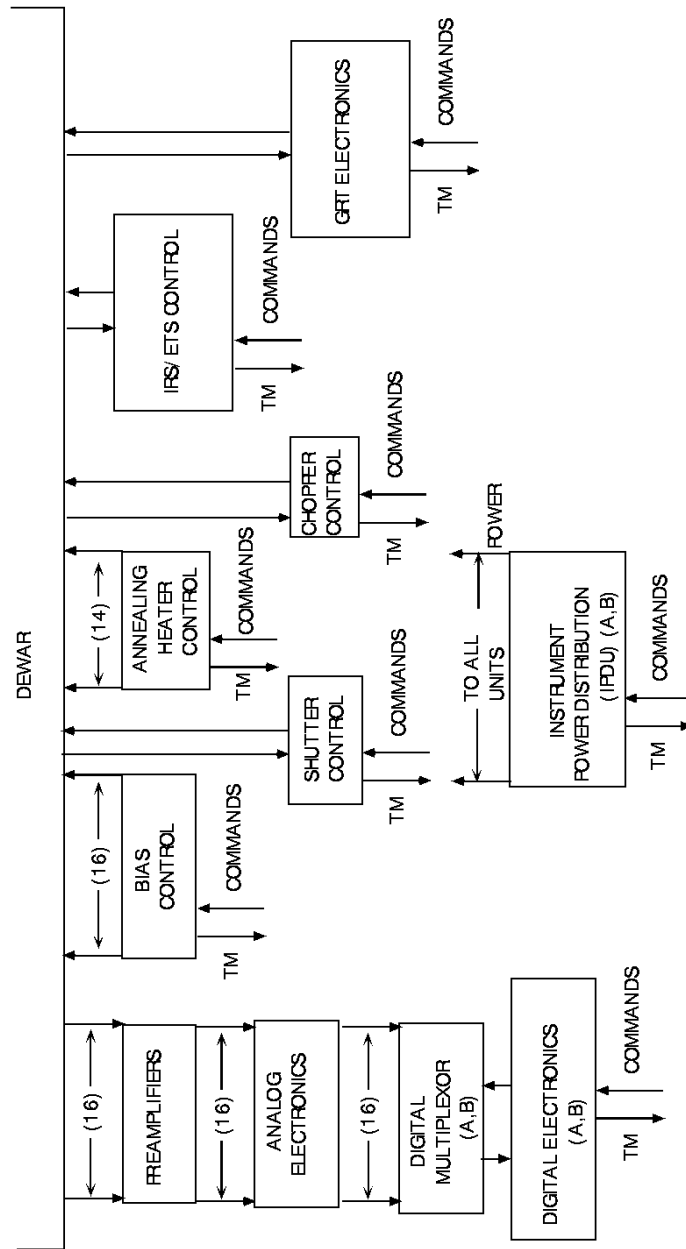 DEWAR
(16)
PREAMPLIFIERS
(16)
ANALOG
ELECTRONICS
(16)
DIGITAL
MULTIPLEXOR
(A,B)
DIGITAL ELECTRONICS
(A,B)
TM
COMMANDS
(16)
BIAS
CONTROL
TM
COMMANDS
SHUTTER
CONTROL
TM
COMMANDS
(14)
ANNEALING
HEATER
CONTROL
TM
COMMANDS
CHOPPER
CONTROL
TM
COMMANDS
TO ALL
UNITS
POWER
INSTRUMENT
POWER DISTRIBUTION
(IPDU) (A,B)
TM
COMMANDS
IRS/ ETS CONTROL
TM
COMMANDS
GRT ELECTRONICS
TM
COMMANDS